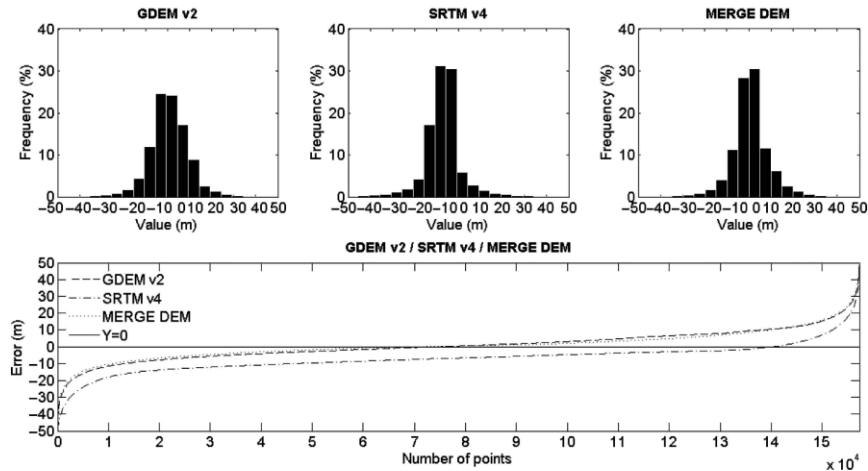 GDEM v2
SRTM v4
MERGE DEM
40
30
20
10
0
Frequency (%)
−50−40−30−20−10 0 10 20 30 40 50
Value (m)
40
30
20
10
0
Frequency (%)
−50−40−30−20−10 0 10 20 30 40 50
Value (m)
40
30
20
10
0
Frequency (%)
−50−40−30−20−10 0 10 20 30 40 50
Value (m)
GDEM v2 / SRTM v4 / MERGE DEM
50
40
30
20
10
0
−10
−20
−30
−40
−50
Error (m)
GDEM v2
SRTM v4
MERGE DEM
Y=0
0 1 2 3 4 5 6 7 8 9 10 11 12 13 14 15
Number of points
x 10⁴